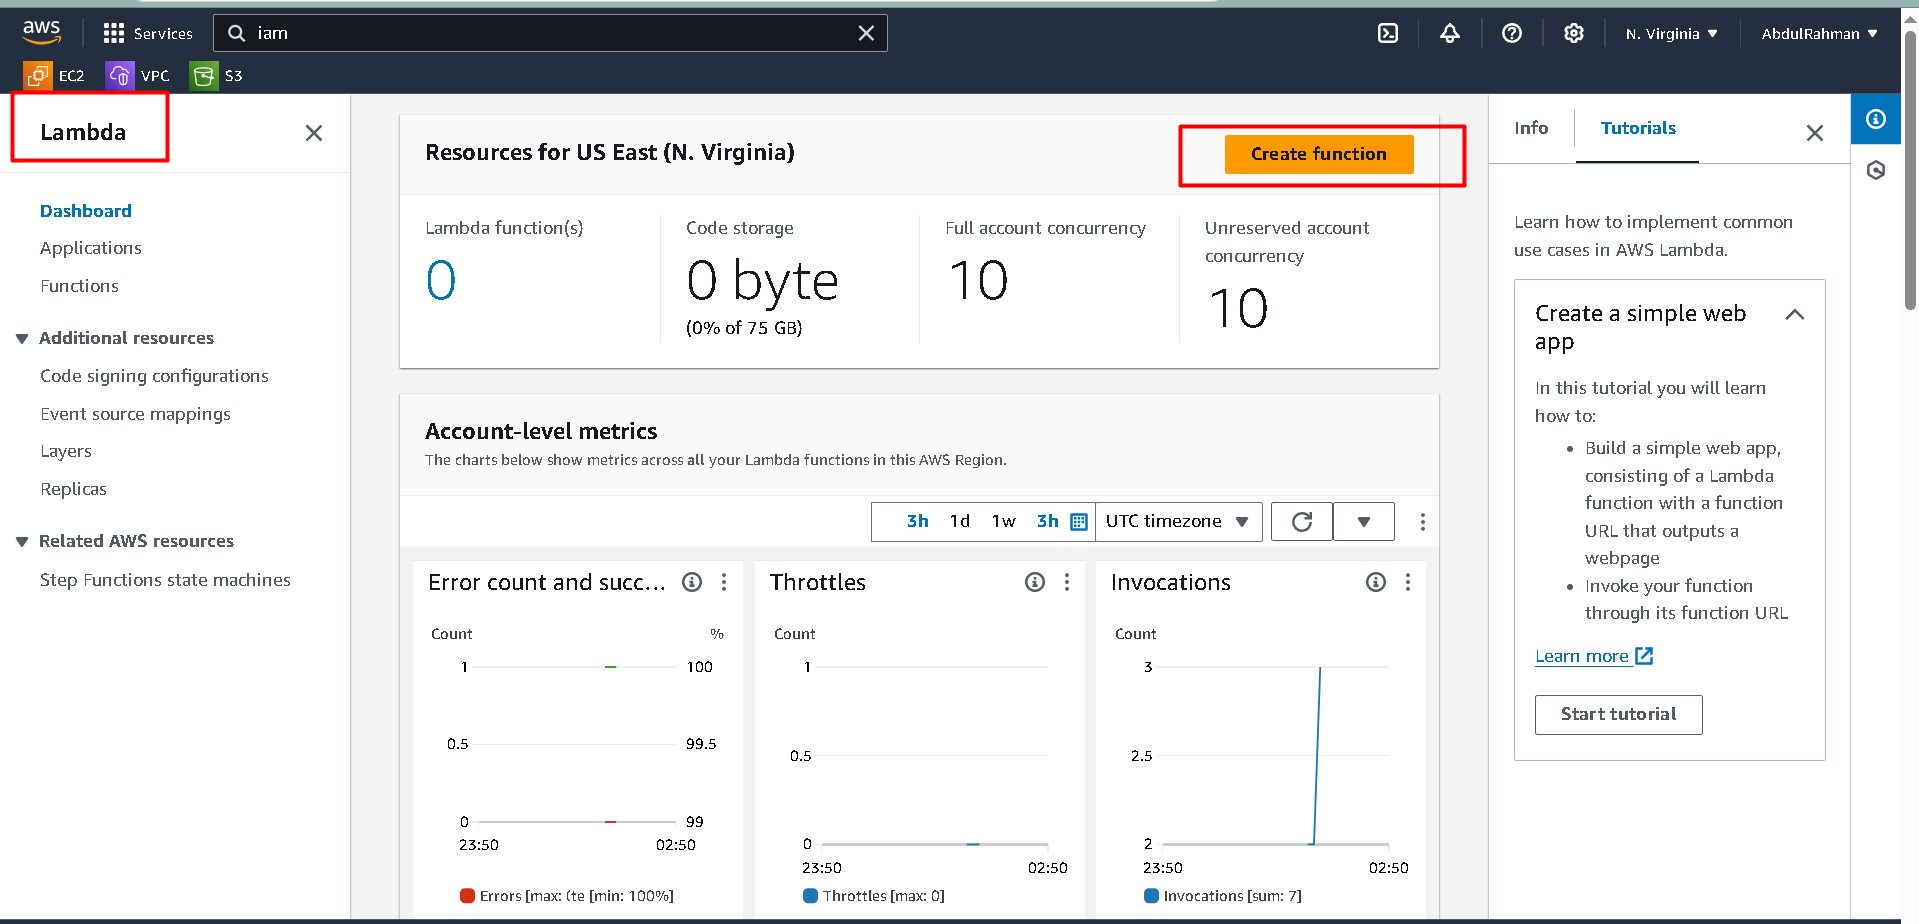 aws
Services
iam
N. Virginia
AbdulRahman
EC2
VPC
S3
Lambda
Dashboard
Applications
Functions
Additional resources
Code signing configurations
Event source mappings
Layers
Replicas
Related AWS resources
Step Functions state machines
Resources for US East (N. Virginia)
Create function
Lambda function(s)
0
Code storage
0 byte
(0% of 75 GB)
Full account concurrency
10
Unreserved account
concurrency
10
Account-level metrics
The charts below show metrics across all your Lambda functions in this AWS Region.
3h 1d 1w 3h UTC timezone
Error count and succ...
Count %
1 100
0.5 99.5
0 99
23:50 02:50
Errors [max: (te [min: 100%]
Throttles
Count
1
0.5
0
23:50 02:50
Throttles [max: 0]
Invocations
Count
3
2.5
2
23:50 02:50
Invocations [sum: 7]
Info
Tutorials
Learn how to implement common
use cases in AWS Lambda.
Create a simple web
app
In this tutorial you will learn
how to:
• Build a simple web app,
consisting of a Lambda
function with a function
URL that outputs a
webpage
• Invoke your function
through its function URL
Learn more
Start tutorial